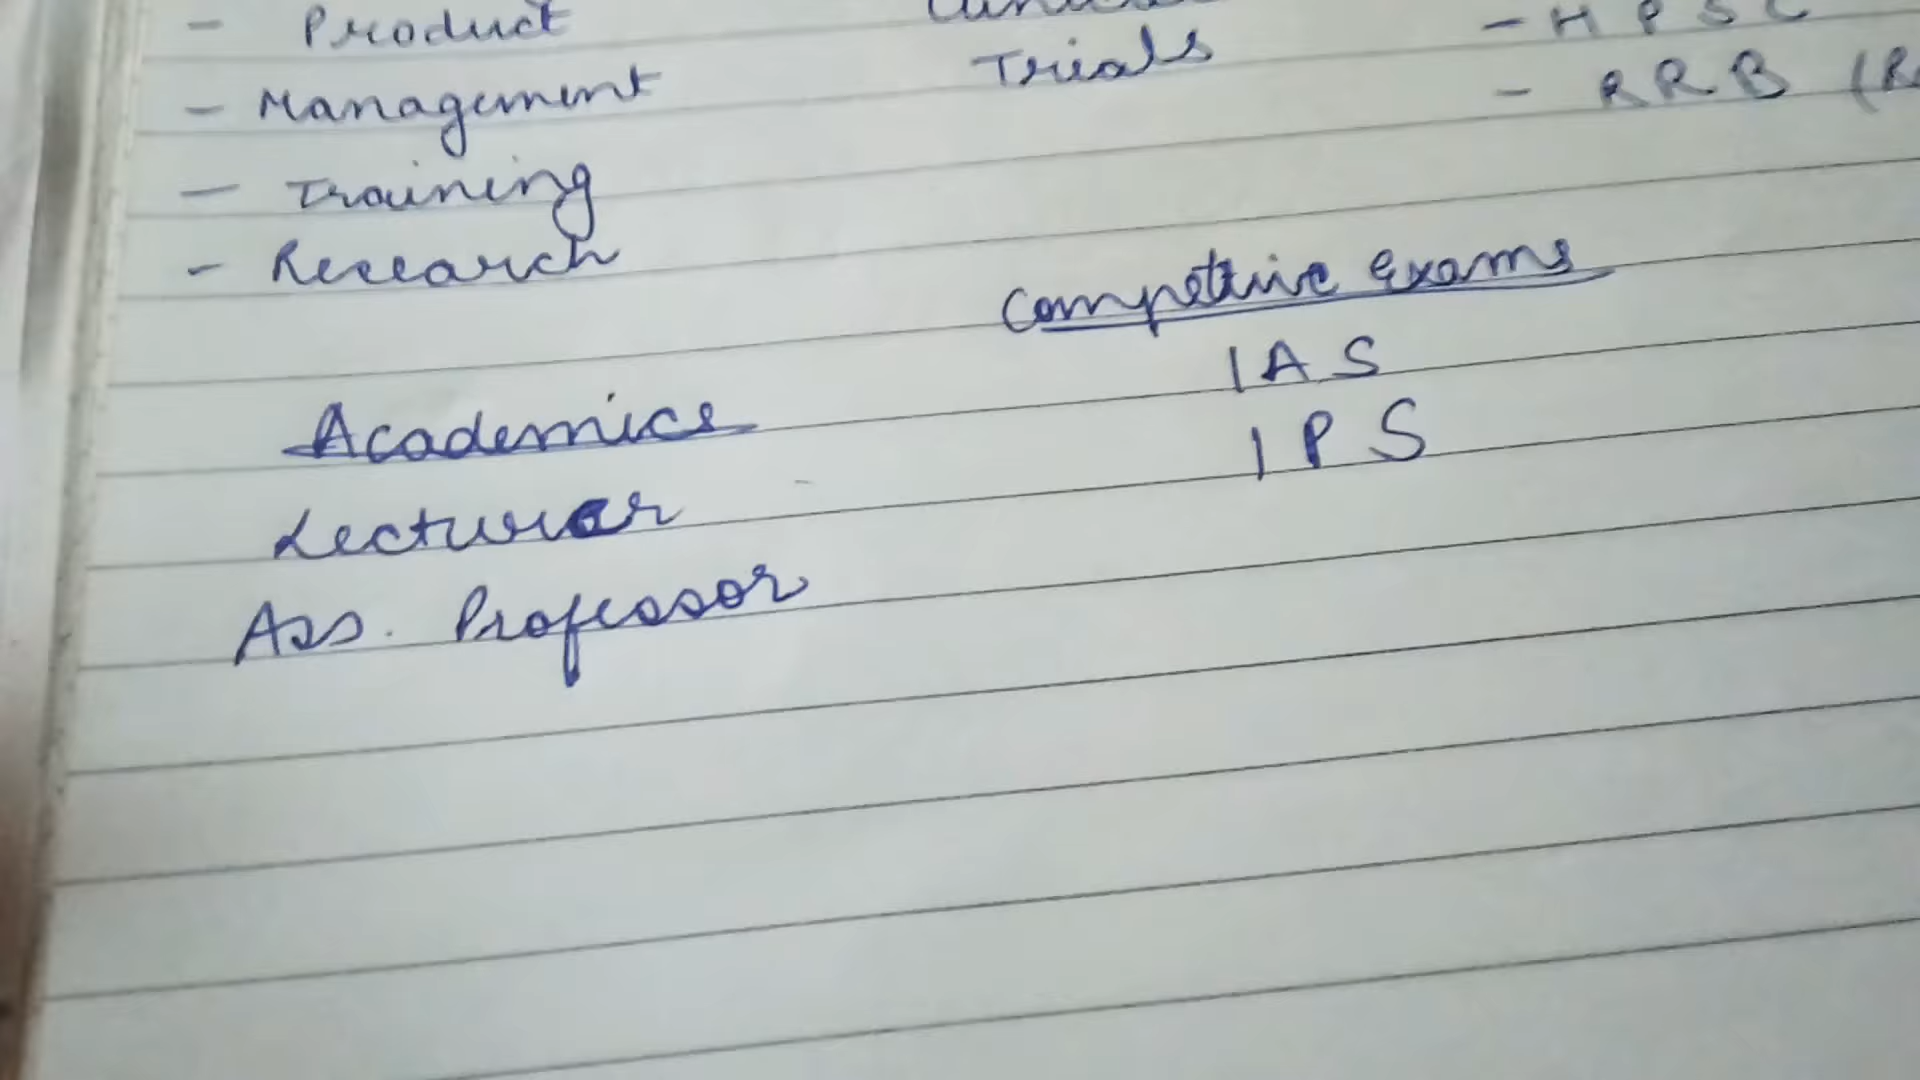 - Product
- Management
- Training
- Research
Trials
- HPSC
- RRB
Academics
Lecturer
Ass. Professor
Competitive Exams
IAS
IPS